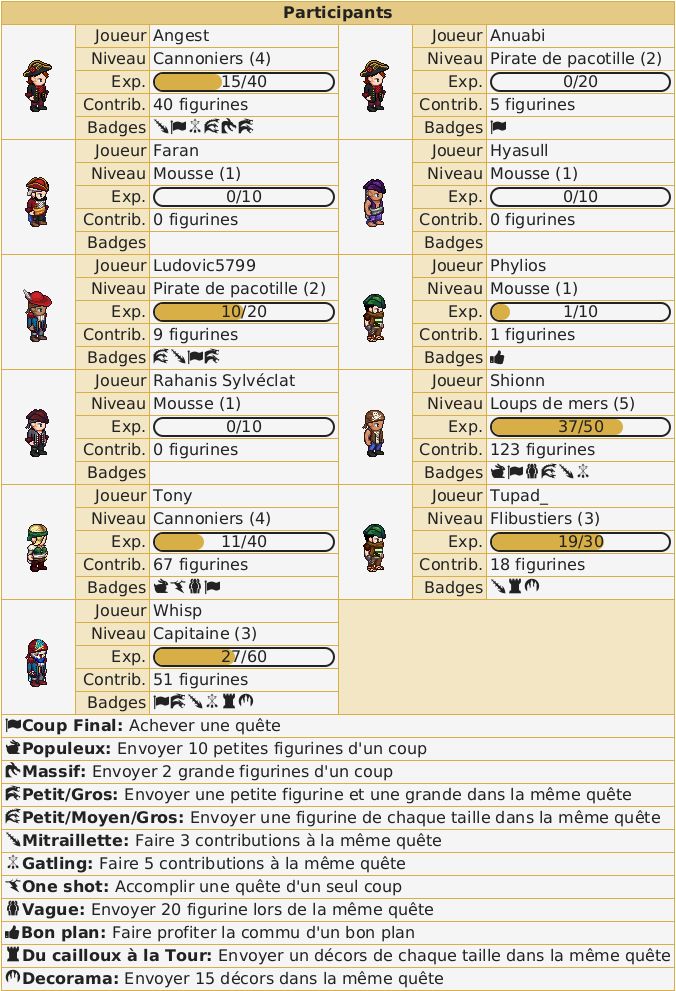 Participants
Joueur Angest
Niveau Cannoniers (4)
Exp. 15/40
Contrib. 40 figurines
Badges
Joueur Anuabi
Niveau Pirate de pacotille (2)
Exp. 0/20
Contrib. 5 figurines
Badges
Joueur Faran
Niveau Mousse (1)
Exp. 0/10
Contrib. 0 figurines
Badges
Joueur Hyasull
Niveau Mousse (1)
Exp. 0/10
Contrib. 0 figurines
Badges
Joueur Ludovic5799
Niveau Pirate de pacotille (2)
Exp. 10/20
Contrib. 9 figurines
Badges
Joueur Phylios
Niveau Mousse (1)
Exp. 1/10
Contrib. 1 figurines
Badges
Joueur Rahanis Sylvéclat
Niveau Mousse (1)
Exp. 0/10
Contrib. 0 figurines
Badges
Joueur Shionn
Niveau Loups de mers (5)
Exp. 37/50
Contrib. 123 figurines
Badges
Joueur Tony
Niveau Cannoniers (4)
Exp. 11/40
Contrib. 67 figurines
Badges
Joueur Tupad_
Niveau Flibustiers (3)
Exp. 19/30
Contrib. 18 figurines
Badges
Joueur Whisp
Niveau Capitaine (3)
Exp. 27/60
Contrib. 51 figurines
Badges
Coup Final: Achever une quête
Populeux: Envoyer 10 petites figurines d'un coup
Massif: Envoyer 2 grande figurines d'un coup
Petit/Gros: Envoyer une petite figurine et une grande dans la même quête
Petit/Moyen/Gros: Envoyer une figurine de chaque taille dans la même quête
Mitraillette: Faire 3 contributions à la même quête
Gatling: Faire 5 contributions à la même quête
One shot: Accomplir une quête d'un seul coup
Vague: Envoyer 20 figurine lors de la même quête
Bon plan: Faire profiter la commu d'un bon plan
Du cailloux à la Tour: Envoyer un décors de chaque taille dans la même quête
Decorama: Envoyer 15 décors dans la même quête